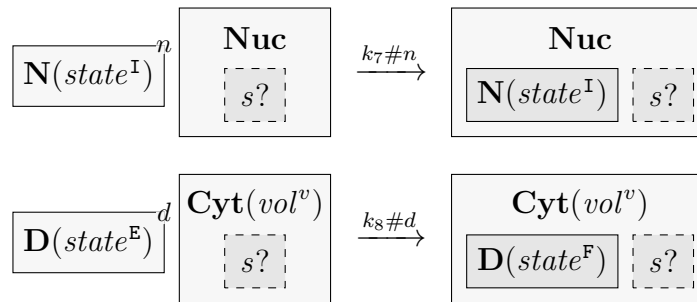 N(state^I)^n Nuc s? k₇#n Nuc N(state^I) s?
D(state^E)^d Cyt(vol^v) s? k₈#d Cyt(vol^v) D(state^F) s?